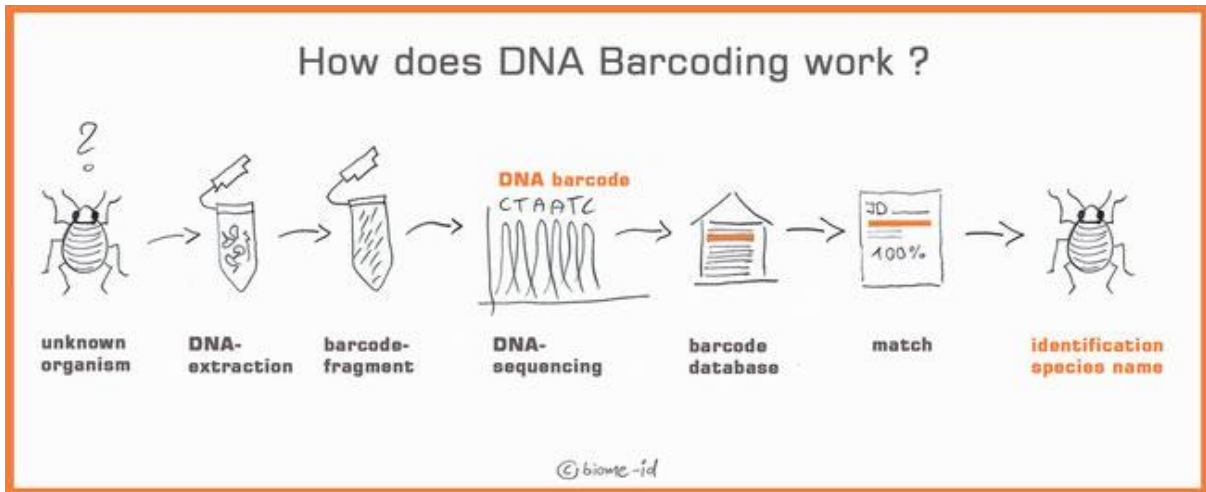 How does DNA Barcoding work ?
?
DNA barcode
CTAATC
ID
100%
unknown
organism
DNA-
extraction
barcode-
fragment
DNA-
sequencing
barcode
database
match
identification
species name
© biome-id